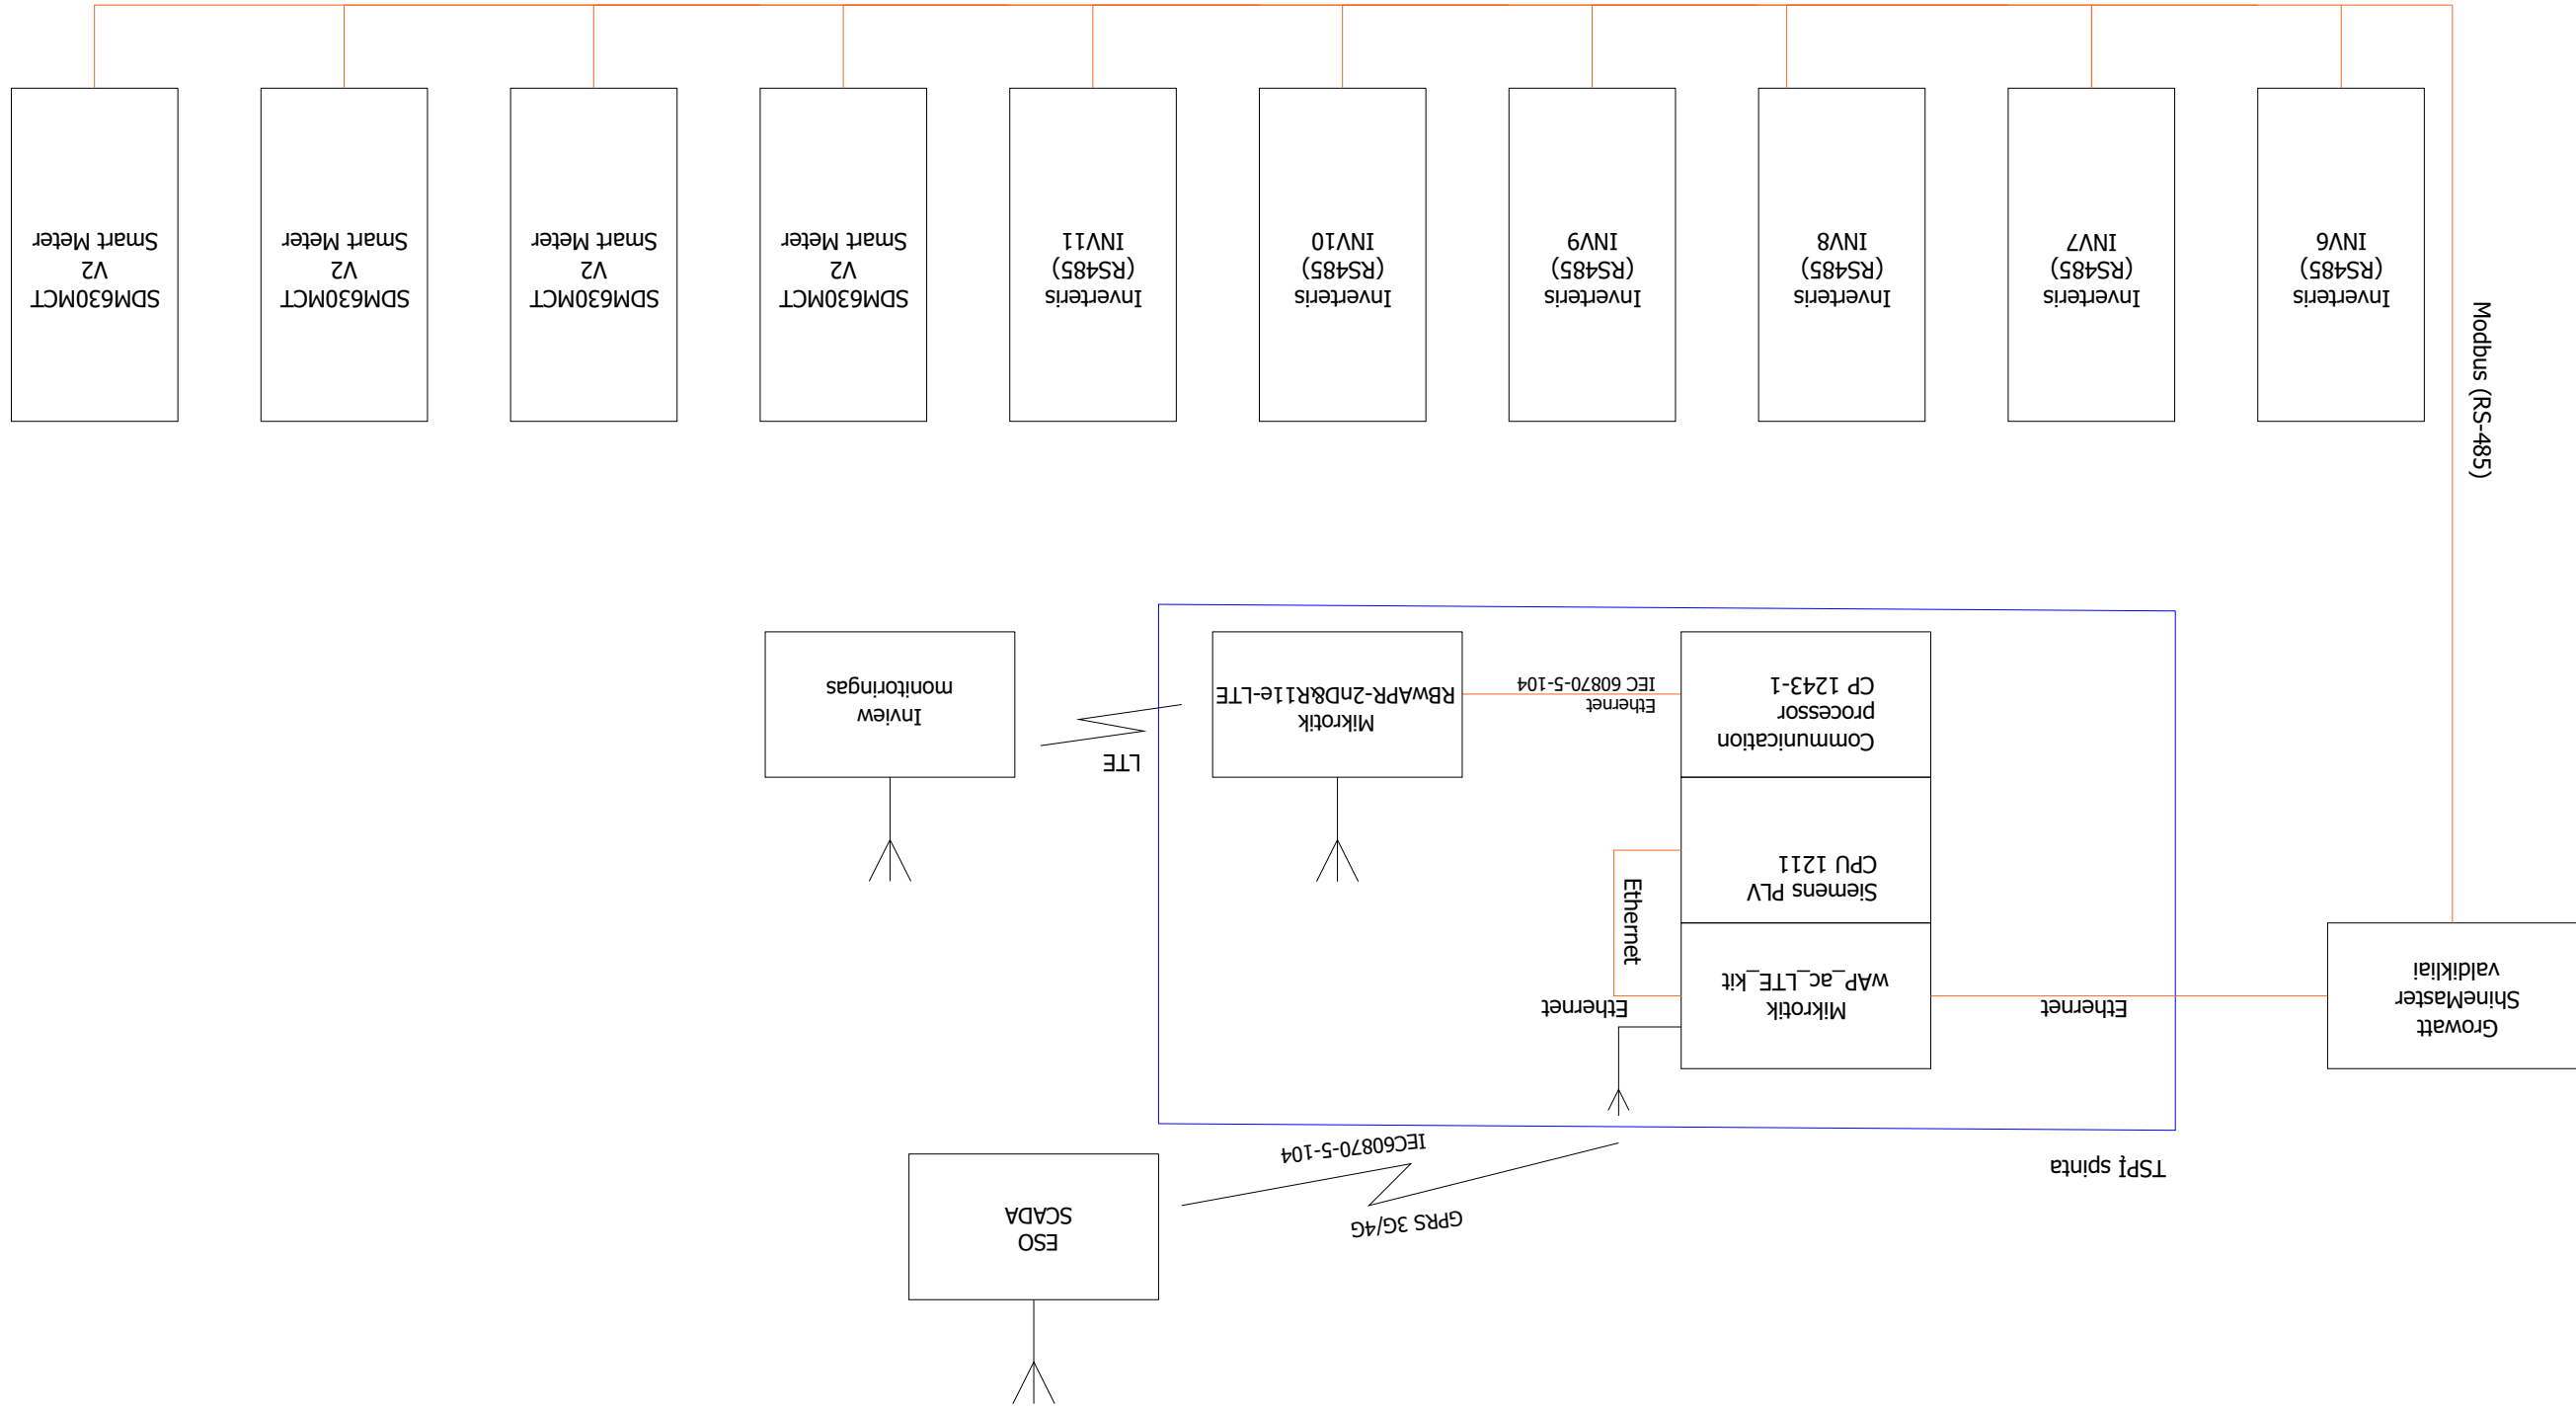 ESO
SCADA
GPRS 3G/4G
IEC60870-5-104
TSPĮ spinta
Growatt
ShineMaster
valdikliai
Ethernet
Mikrotik
wAP_ac_LTE_kit
Ethernet
Ethernet
Siemens PLV
CPU 1211
Communication
processor
CP 1243-1
Ethernet
IEC 60870-5-104
Mikrotik
RBwAPR-2nD&R11e-LTE
LTE
Inview
monitoringas
Modbus (RS-485)
Inverteris
(RS485)
INV6
Inverteris
(RS485)
INV7
Inverteris
(RS485)
INV8
Inverteris
(RS485)
INV9
Inverteris
(RS485)
INV10
Inverteris
(RS485)
INV11
SDM630MCT
V2
Smart Meter
SDM630MCT
V2
Smart Meter
SDM630MCT
V2
Smart Meter
SDM630MCT
V2
Smart Meter